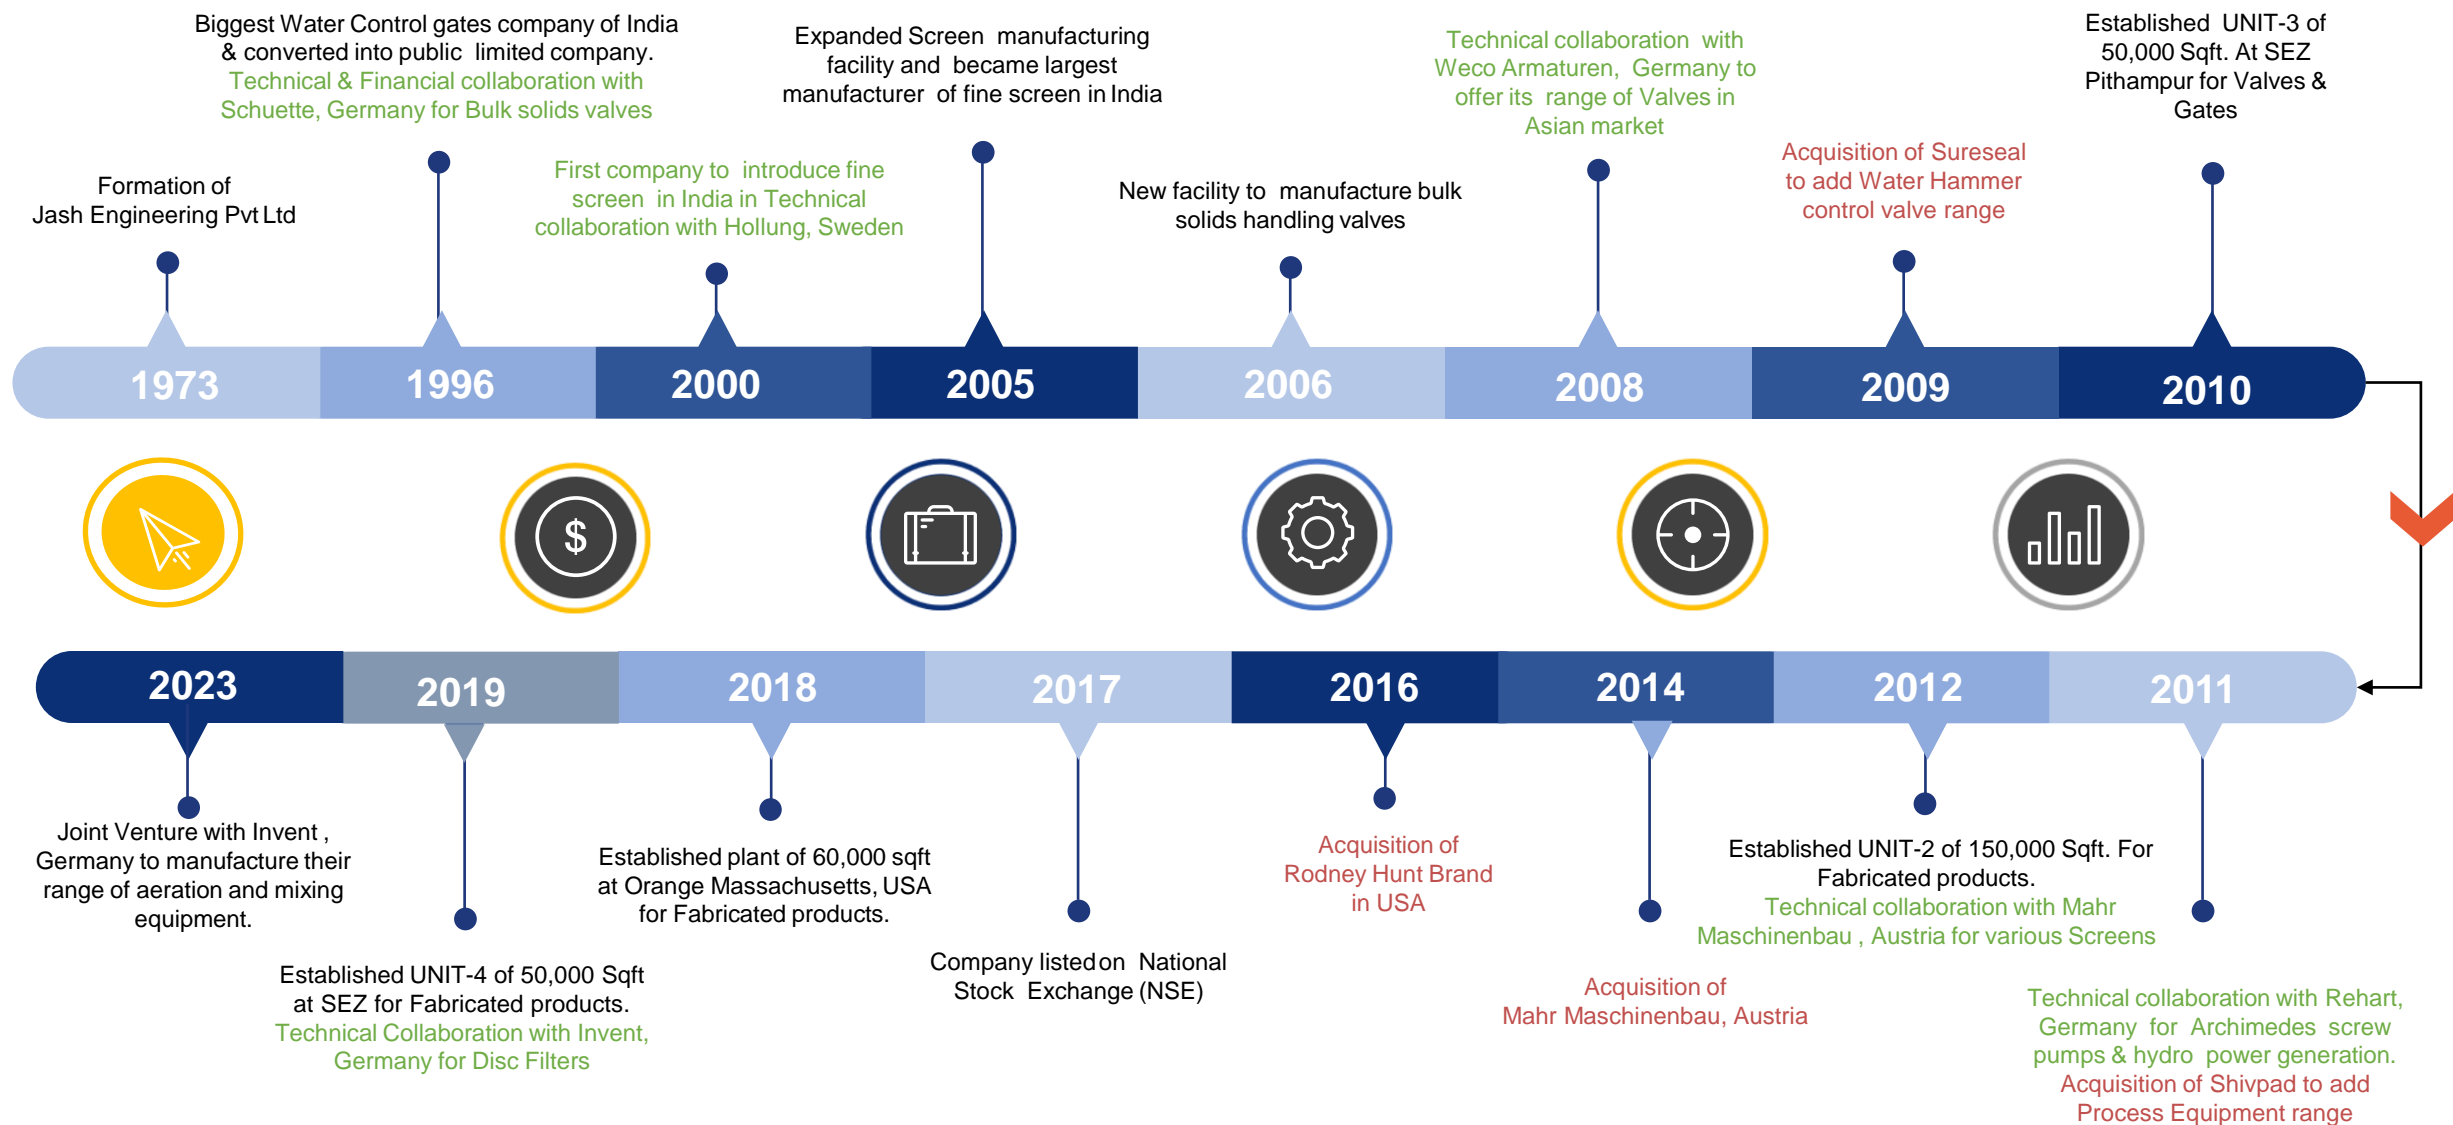 Biggest Water Control gates company of India
& converted into public limited company.
Technical & Financial collaboration with
Schuette, Germany for Bulk solids valves
Expanded Screen manufacturing
facility and became largest
manufacturer of fine screen in India
Technical collaboration with
Weco Armaturen, Germany to
offer its range of Valves in
Asian market
Established UNIT-3 of
50,000 Sqft. At SEZ
Pithampur for Valves &
Gates
Formation of
Jash Engineering Pvt Ltd
First company to introduce fine
screen in India in Technical
collaboration with Hollung, Sweden
New facility to manufacture bulk
solids handling valves
Acquisition of Sureseal
to add Water Hammer
control valve range
1973
1996
2000
2005
2006
2008
2009
2010
$
2023
2019
2018
2017
2016
2014
2012
2011
Joint Venture with Invent ,
Germany to manufacture their
range of aeration and mixing
equipment.
Established UNIT-4 of 50,000 Sqft
at SEZ for Fabricated products.
Technical Collaboration with Invent,
Germany for Disc Filters
Established plant of 60,000 sqft
at Orange Massachusetts, USA
for Fabricated products.
Company listed on National
Stock Exchange (NSE)
Acquisition of
Rodney Hunt Brand
in USA
Acquisition of
Mahr Maschinenbau, Austria
Established UNIT-2 of 150,000 Sqft. For
Fabricated products.
Technical collaboration with Mahr
Maschinenbau , Austria for various Screens
Technical collaboration with Rehart,
Germany for Archimedes screw
pumps & hydro power generation.
Acquisition of Shivpad to add
Process Equipment range